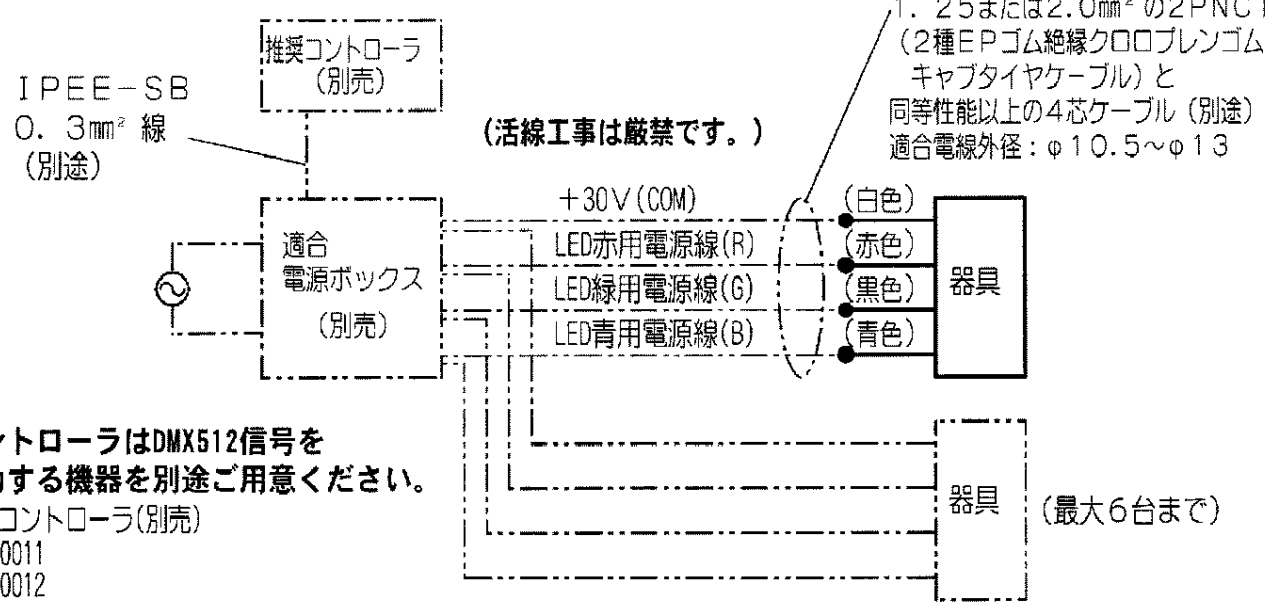 推奨コントローラ
(別売)
IPEE-SB
0.3mm² 線
(別途)
(活線工事は厳禁です。)
1.25または2.0mm²の2PNCT
(2種EPゴム絶縁クロロプレンゴム
キャブタイヤケーブル)と
同等性能以上の4芯ケーブル(別途)
適合電線外径:φ10.5~φ13
適合
電源ボックス
(別売)
+30V(COM)
(白色)
LED赤用電源線(R)
(赤色)
LED緑用電源線(G)
(黒色)
LED青用電源線(B)
(青色)
器具
ントローラはDMX512信号を
する機器を別途ご用意ください。
コントローラ(別売)
0011
0012
器具
(最大6台まで)